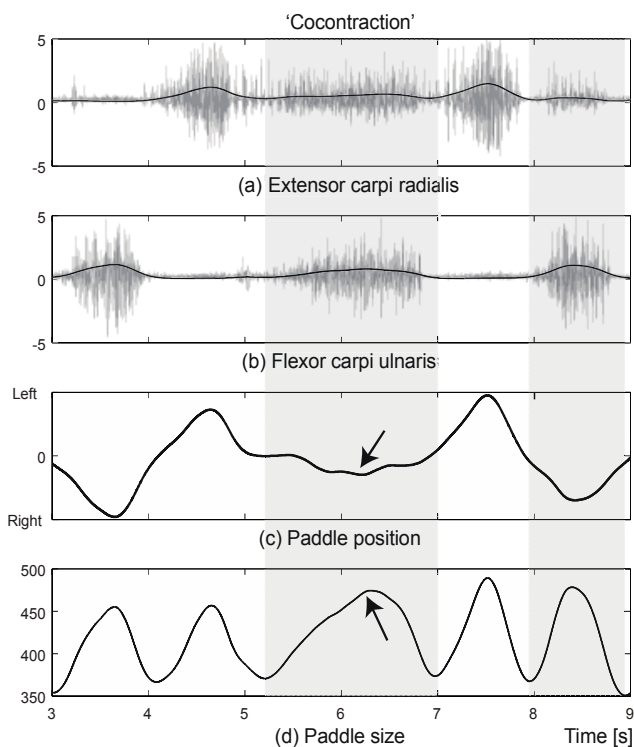 'Cocontraction'
5
0
-5
(a) Extensor carpi radialis
5
0
-5
(b) Flexor carpi ulnaris
Left
0
Right
(c) Paddle position
500
450
400
350
3 4 5 6 7 8 9
(d) Paddle size Time [s]